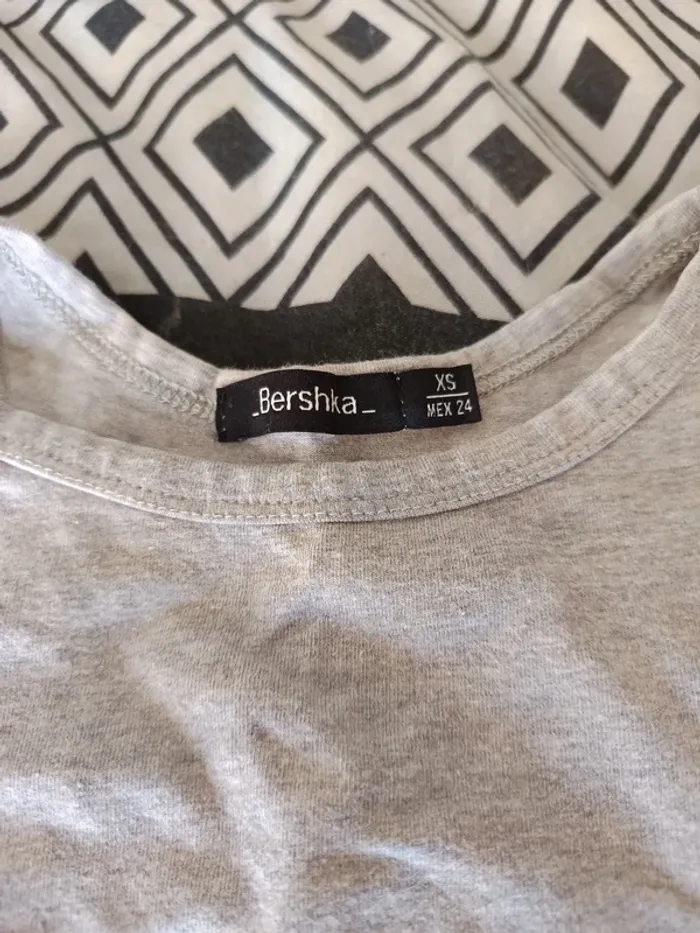 _Bershka_
XS
MEX 24